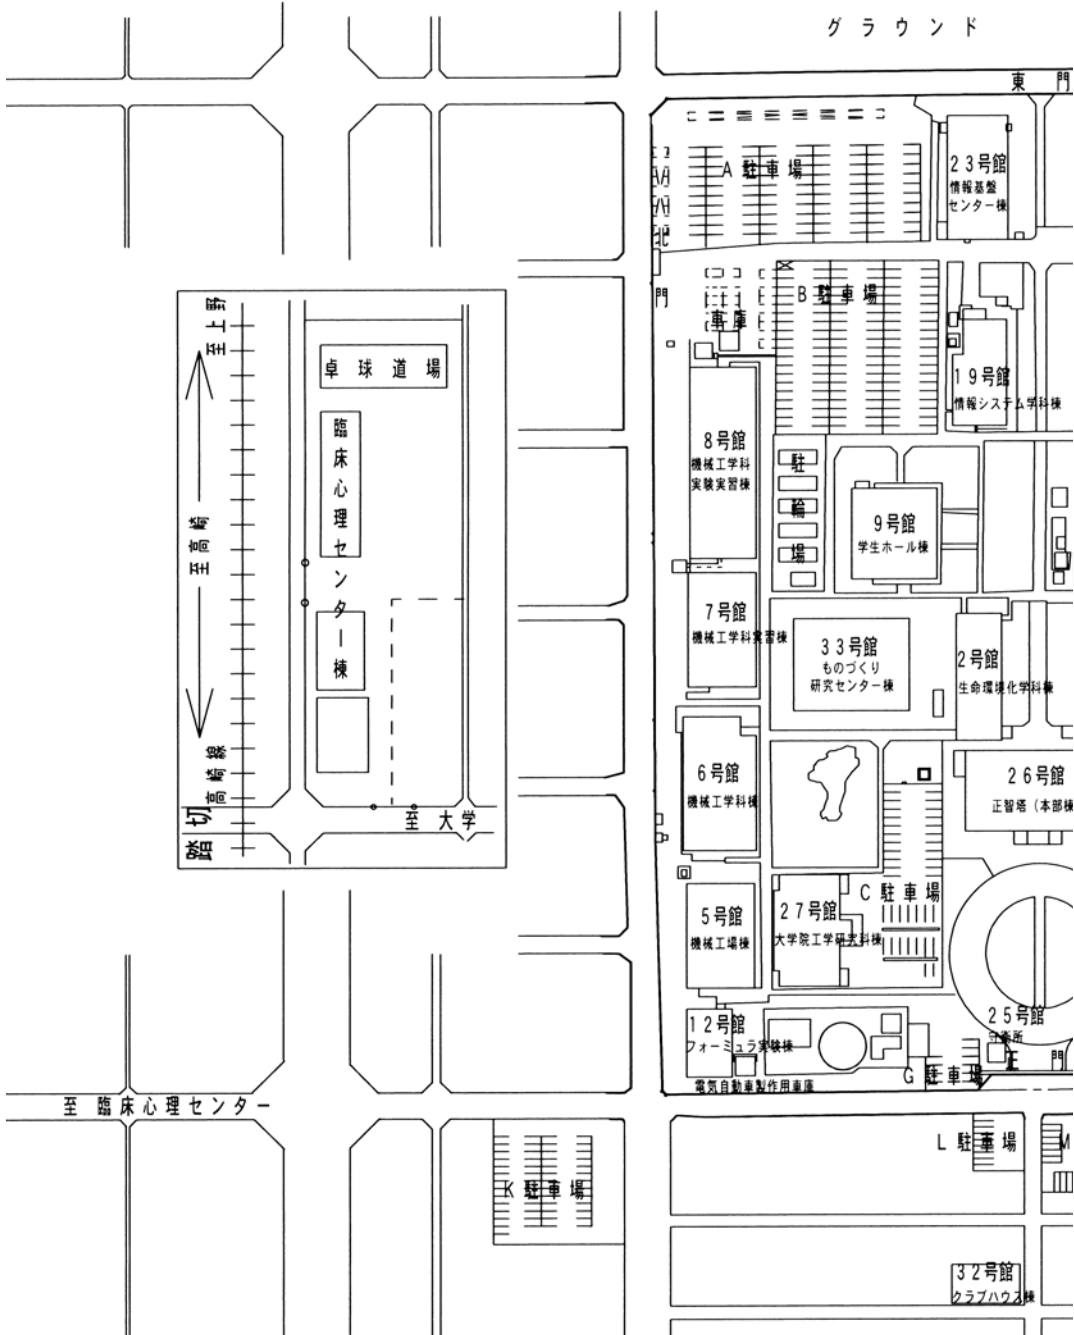 グラウンド
東門
A駐車場
23号館
情報基盤
センター棟
北門
車庫
B駐車場
19号館
情報システム学科棟
至上野
至高崎
高崎線
踏切
卓球道場
臨床心理センター棟
至大学
8号館
機械工学科
実験実習棟
駐輪場
9号館
学生ホール棟
7号館
機械工学科実習棟
33号館
ものづくり
研究センター棟
2号館
生命環境化学科棟
6号館
機械工学科棟
26号館
正智塔(本部棟
C駐車場
5号館
機械工場棟
27号館
大学院工学研究科棟
12号館
フォーミュラ実験棟
電気自動車製作用車庫
25号館
守衛所
正門
G駐車場
至 臨床心理センター
L駐車場
M
K駐車場
32号館
クラブハウス棟